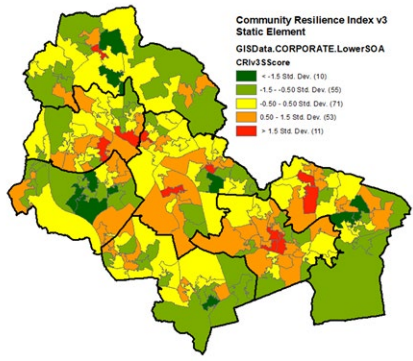 Community Resilience Index v3
Static Element
GISData.CORPORATE.LowerSOA
CRIv3SScore
< -1.5 Std. Dev. (10)
-1.5 - -0.50 Std. Dev. (55)
-0.50 - 0.50 Std. Dev. (71)
0.50 - 1.5 Std. Dev. (53)
> 1.5 Std. Dev. (11)